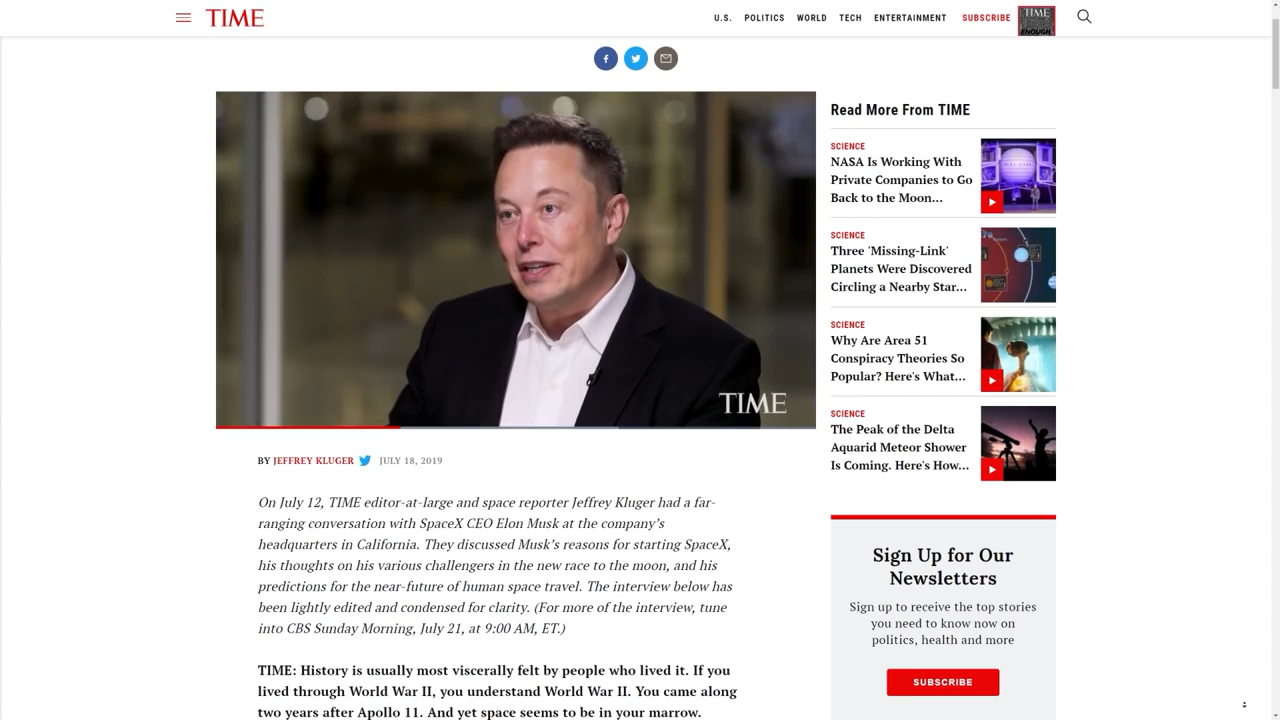 TIME
U.S. POLITICS WORLD TECH ENTERTAINMENT SUBSCRIBE
TIME
ENOUGH.
TIME
BY JEFFREY KLUGER JULY 18, 2019
On July 12, TIME editor-at-large and space reporter Jeffrey Kluger had a far-
ranging conversation with SpaceX CEO Elon Musk at the company’s
headquarters in California. They discussed Musk’s reasons for starting SpaceX,
his thoughts on his various challengers in the new race to the moon, and his
predictions for the near-future of human space travel. The interview below has
been lightly edited and condensed for clarity. (For more of the interview, tune
into CBS Sunday Morning, July 21, at 9:00 AM, ET.)
TIME: History is usually most viscerally felt by people who lived it. If you
lived through World War II, you understand World War II. You came along
two years after Apollo 11. And yet space seems to be in your marrow.
Read More From TIME
SCIENCE
NASA Is Working With
Private Companies to Go
Back to the Moon...
SCIENCE
Three 'Missing-Link'
Planets Were Discovered
Circling a Nearby Star...
SCIENCE
Why Are Area 51
Conspiracy Theories So
Popular? Here's What...
SCIENCE
The Peak of the Delta
Aquarid Meteor Shower
Is Coming. Here's How...
Sign Up for Our
Newsletters
Sign up to receive the top stories
you need to know now on
politics, health and more
SUBSCRIBE